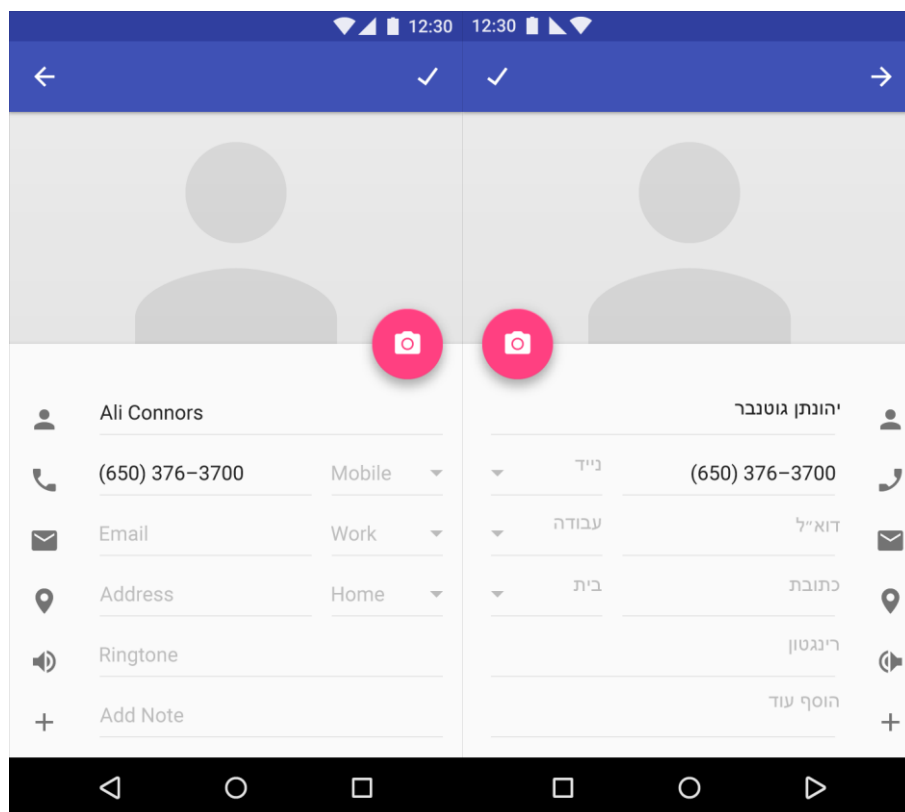 12:30
Ali Connors
(650) 376–3700 Mobile
Email Work
Address Home
Ringtone
Add Note
12:30
יהונתן גוטנבר
(650) 376–3700 נייד
דוא״ל עבודה
כתובת בית
רינגטון
הוסף עוד